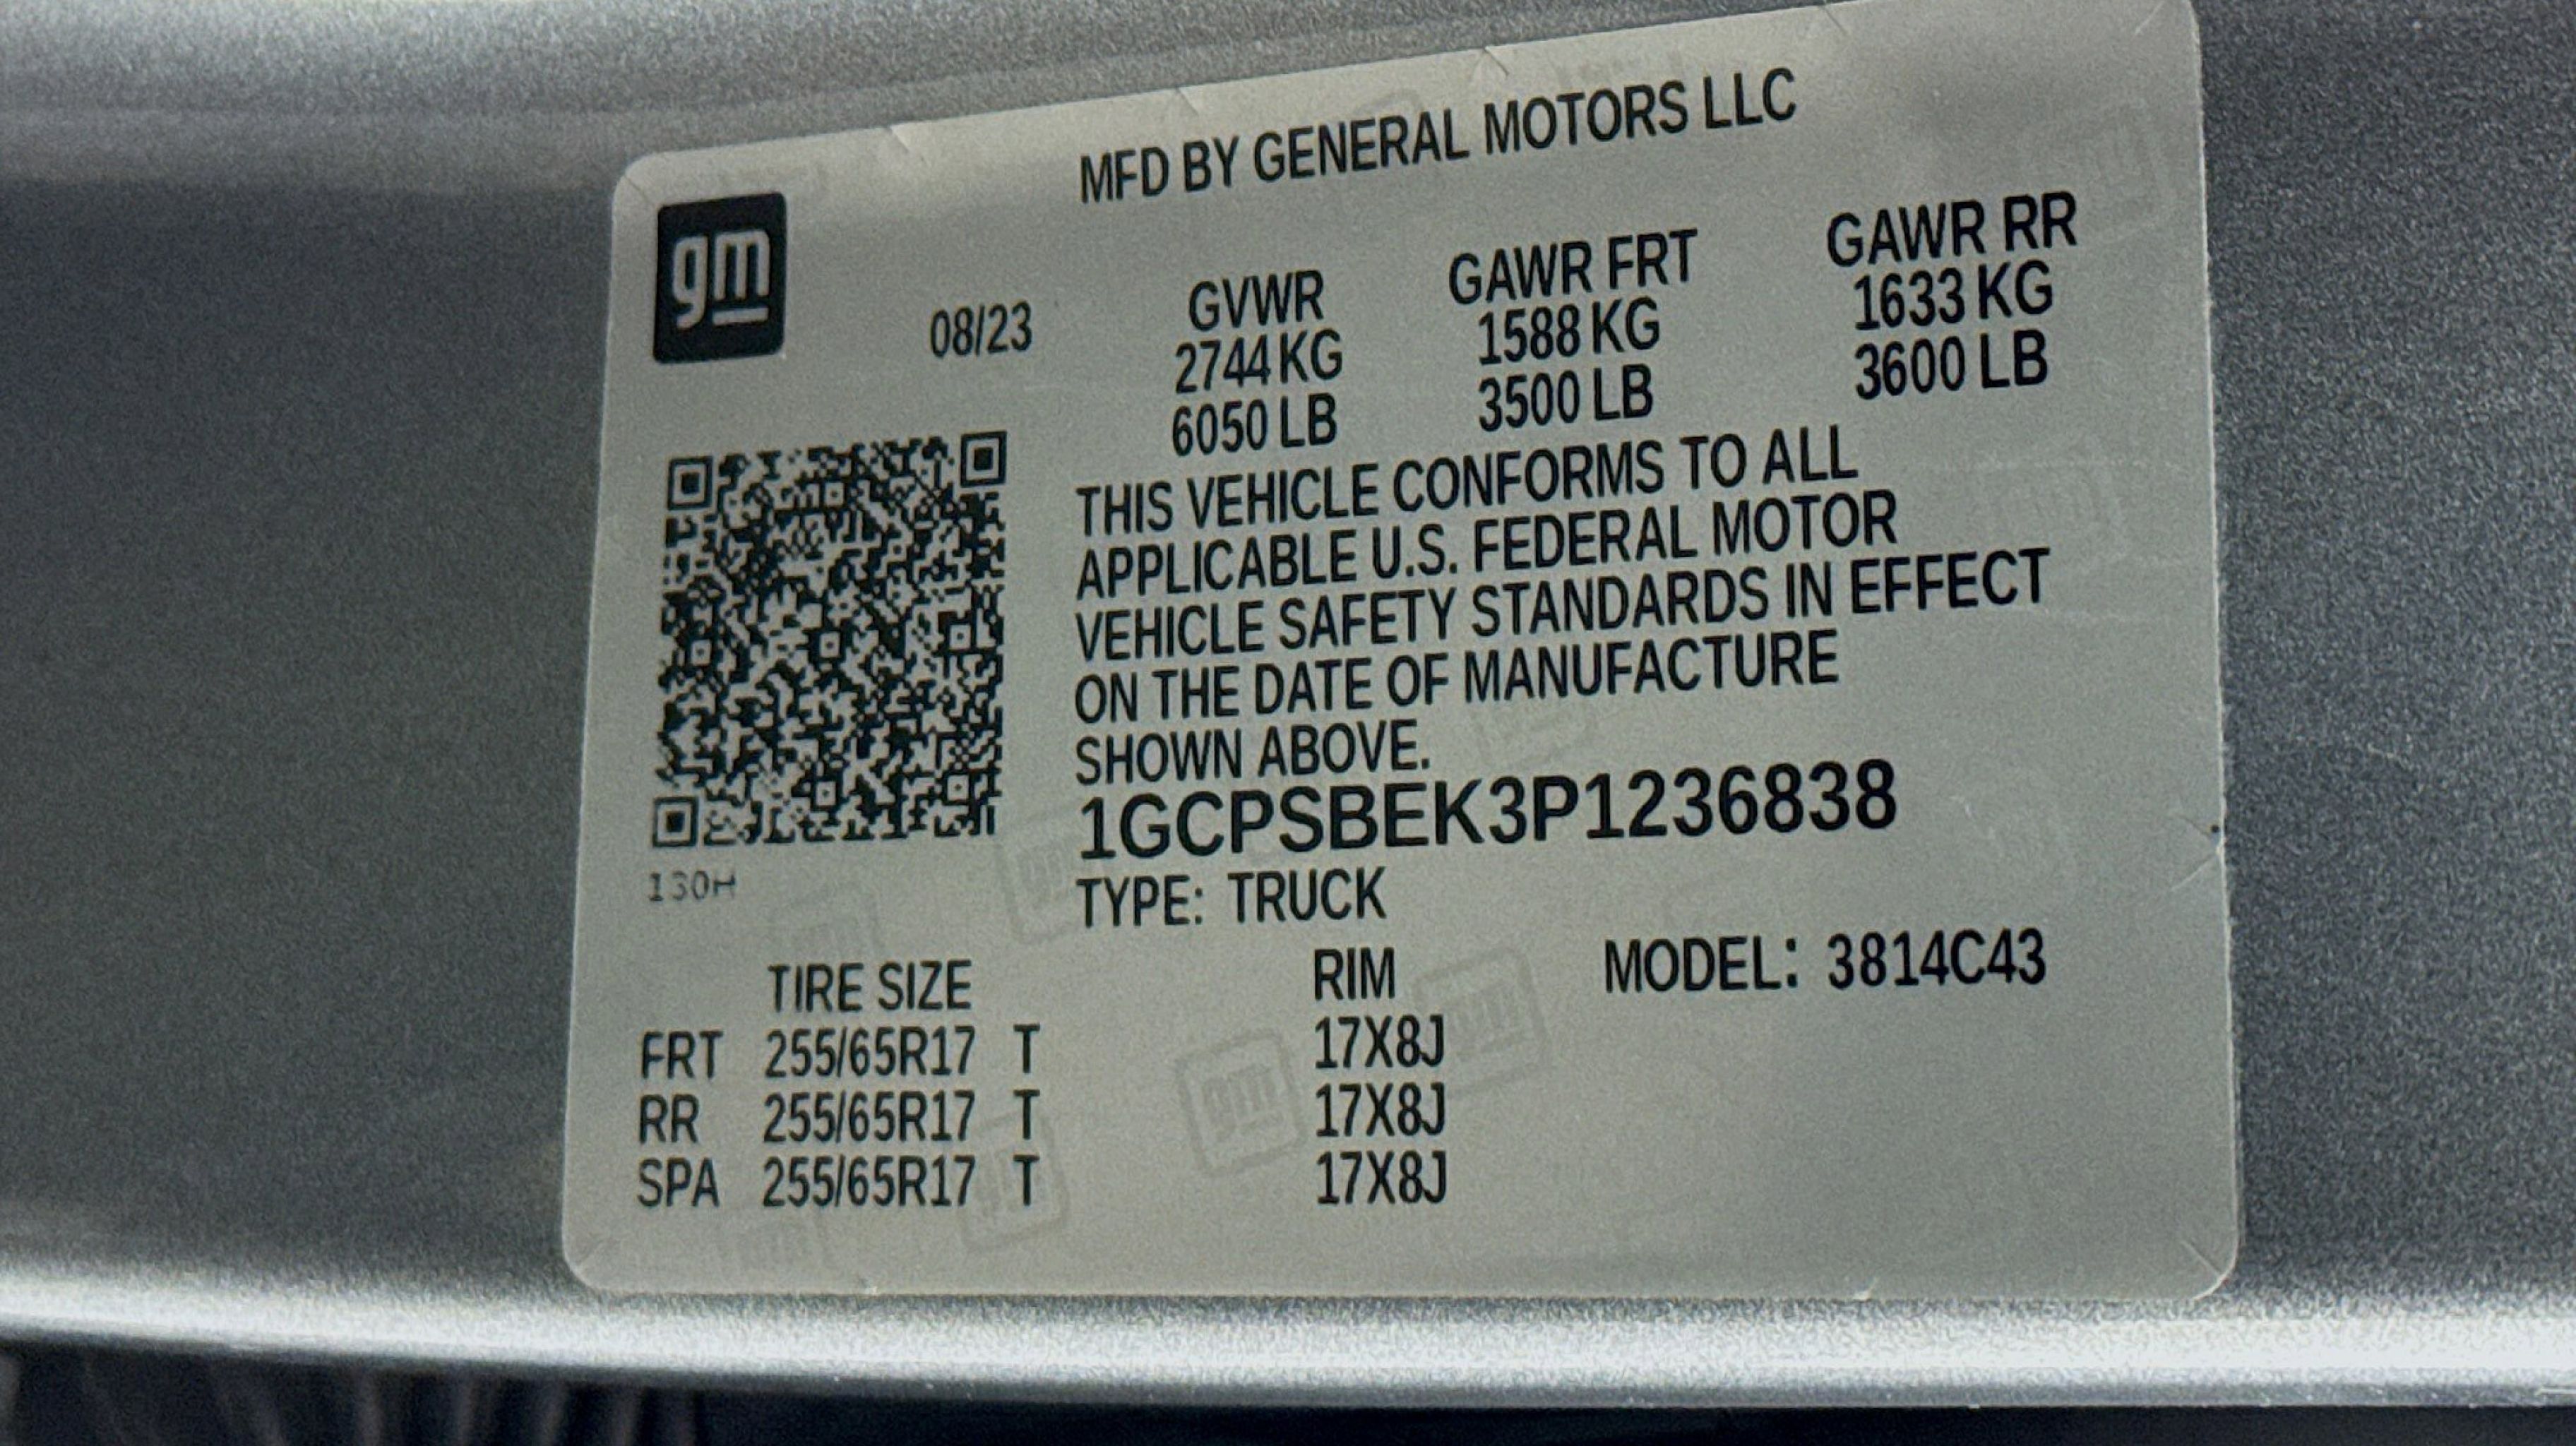 MFD BY GENERAL MOTORS LLC
gm
08/23
GVWR GAWR FRT GAWR RR
2744 KG 1588 KG 1633 KG
6050 LB 3500 LB 3600 LB
THIS VEHICLE CONFORMS TO ALL
APPLICABLE U.S. FEDERAL MOTOR
VEHICLE SAFETY STANDARDS IN EFFECT
ON THE DATE OF MANUFACTURE
SHOWN ABOVE.
1GCPSBEK3P1236838
130H
TYPE: TRUCK
TIRE SIZE RIM MODEL: 3814C43
FRT 255/65R17 T 17X8J
RR 255/65R17 T 17X8J
SPA 255/65R17 T 17X8J